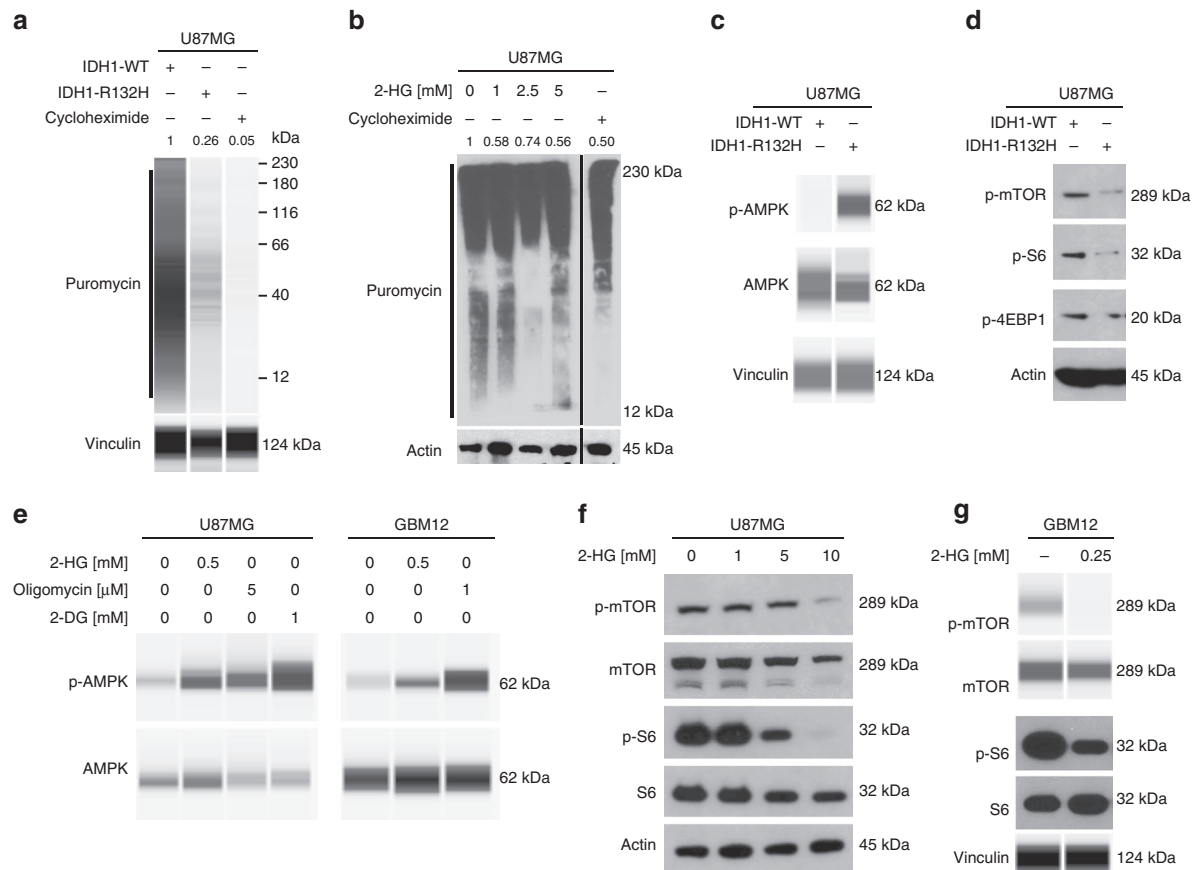 a
U87MG
IDH1-WT + – –
IDH1-R132H – + –
Cycloheximide – – +
1 0.26 0.05 kDa
230
180
116
66
Puromycin
40
12
Vinculin 124 kDa
b
U87MG
2-HG [mM] 0 1 2.5 5 –
Cycloheximide – – – – +
1 0.58 0.74 0.56 0.50
230 kDa
Puromycin
12 kDa
Actin 45 kDa
c
U87MG
IDH1-WT + –
IDH1-R132H – +
p-AMPK 62 kDa
AMPK 62 kDa
Vinculin 124 kDa
d
U87MG
IDH1-WT + –
IDH1-R132H – +
p-mTOR 289 kDa
p-S6 32 kDa
p-4EBP1 20 kDa
Actin 45 kDa
e
U87MG GBM12
2-HG [mM] 0 0.5 0 0 0 0.5 0
Oligomycin [µM] 0 0 5 0 0 0 1
2-DG [mM] 0 0 0 1 0 0 0
p-AMPK 62 kDa
AMPK 62 kDa
f
U87MG
2-HG [mM] 0 1 5 10
p-mTOR 289 kDa
mTOR 289 kDa
p-S6 32 kDa
S6 32 kDa
Actin 45 kDa
g
GBM12
2-HG [mM] – 0.25
p-mTOR 289 kDa
mTOR 289 kDa
p-S6 32 kDa
S6 32 kDa
Vinculin 124 kDa